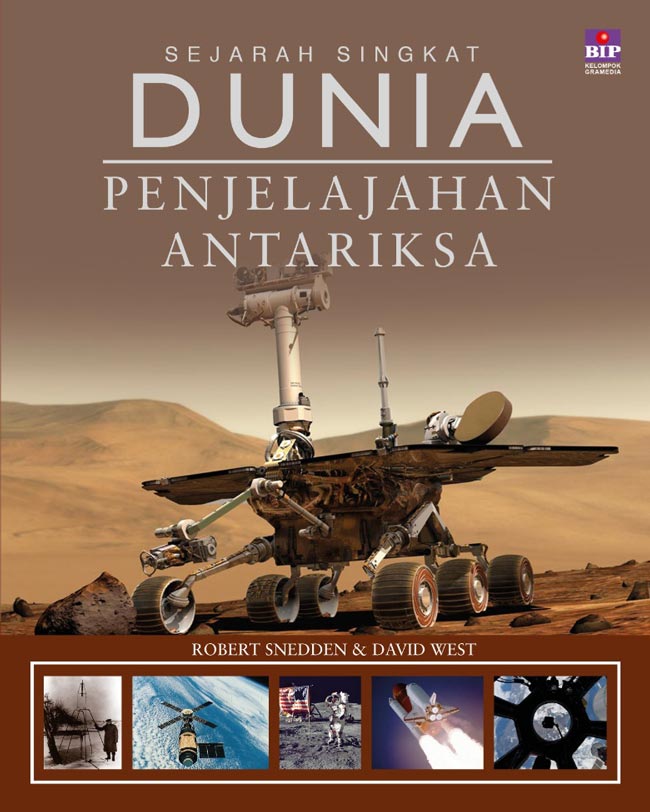 SEJARAH SINGKAT
DUNIA
PENJELAJAHAN
ANTARIKSA
BIP
KELOMPOK
GRAMEDIA
ROBERT SNEDDEN & DAVID WEST